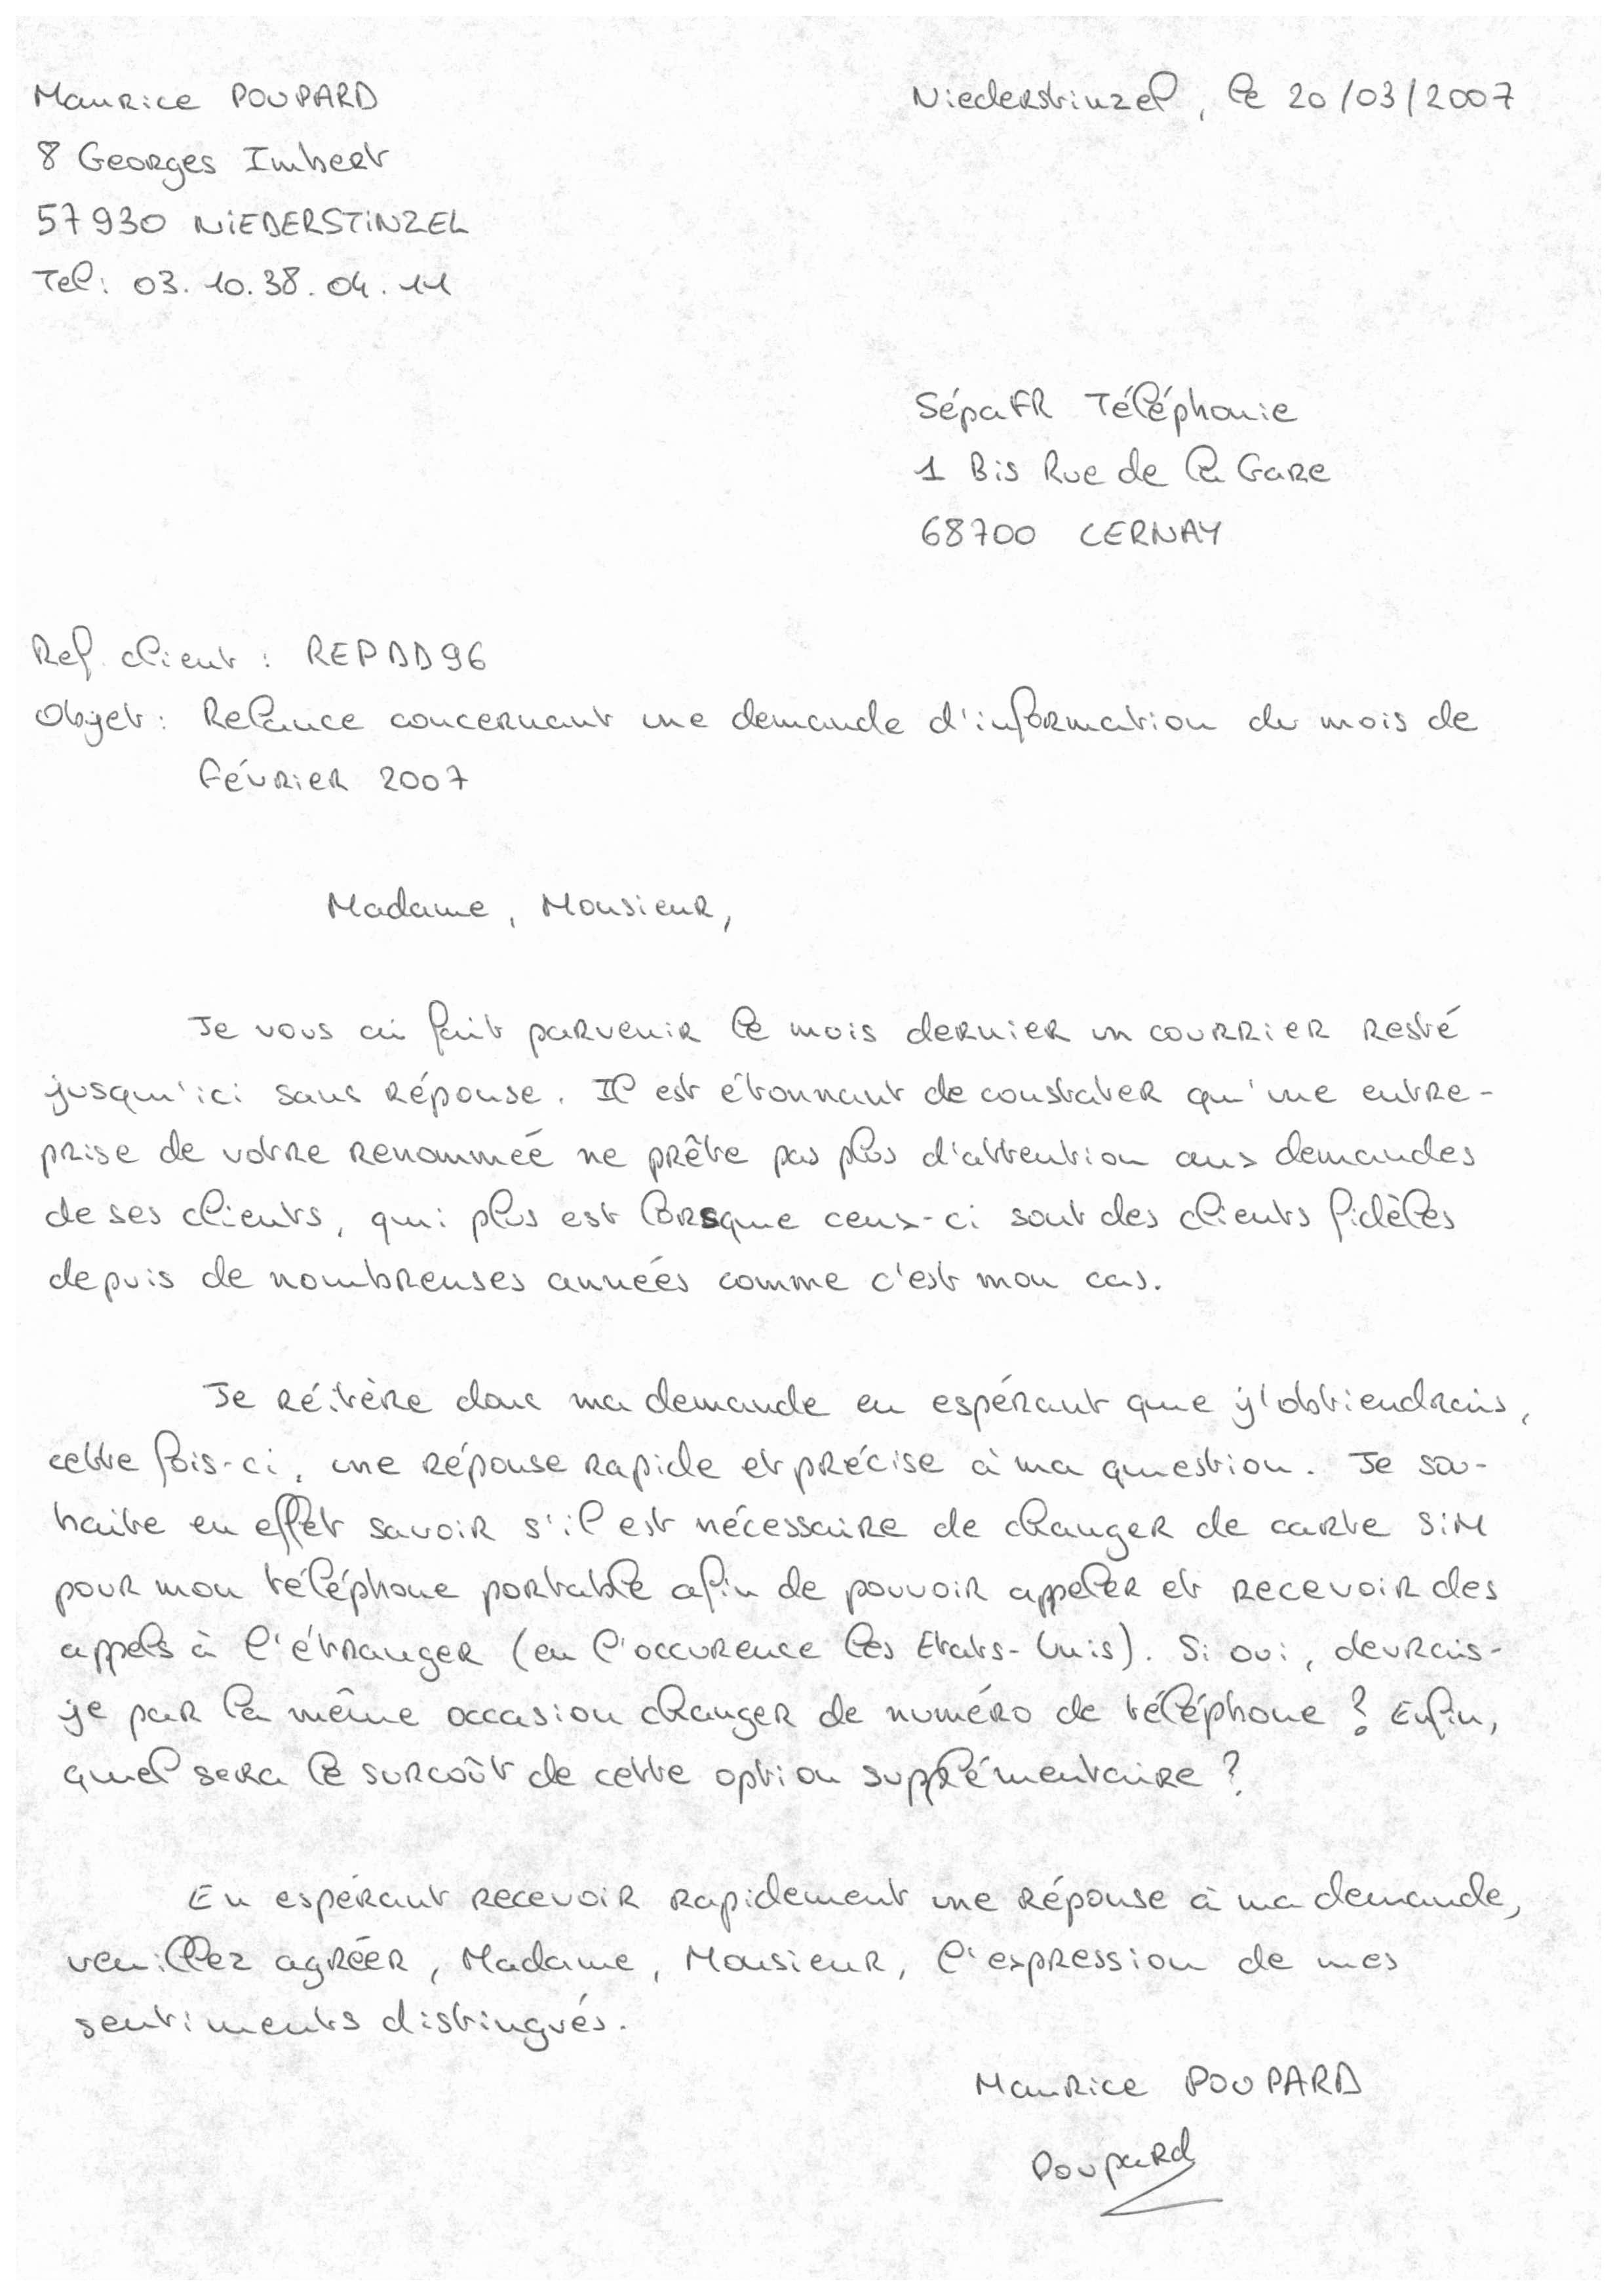 Maurice POUPARD
Niederstinzel, le 20/03/2007
8 Georges Imbert
57930 NIEDERSTINZEL
Tel: 03.10.38.04.11
SépaFR Téléphonie
1 Bis Rue de la Gare
68700 CERNAY
Ref. client : REPDD96
Objet : Relance concernant une demande d'information du mois de
février 2007
Madame, Monsieur,
Je vous ai fait parvenir le mois dernier un courrier resté
jusqu'ici sans réponse. Il est étonnant de constater qu'une entre-
prise de votre renommée ne prête pas plus d'attention aux demandes
de ses clients, qui plus est lorsque ceux-ci sont des clients fidèles
depuis de nombreuses années comme c'est mon cas.
Je réitère donc ma demande en espérant que j'obtiendrais,
cette fois-ci, une réponse rapide et précise à ma question. Je sou-
haite en effet savoir s'il est nécessaire de changer de carte SIM
pour mon téléphone portable afin de pouvoir appeler et recevoir des
appels à l'étranger (en l'occurence les Etats-Unis). Si oui, devrais-
je par la même occasion changer de numéro de téléphone ? Enfin,
quel sera le surcoût de cette option supplémentaire ?
En espérant recevoir rapidement une réponse à ma demande,
veuillez agréer, Madame, Monsieur, l'expression de mes
sentiments distingués.
Maurice POUPARD
Poupard